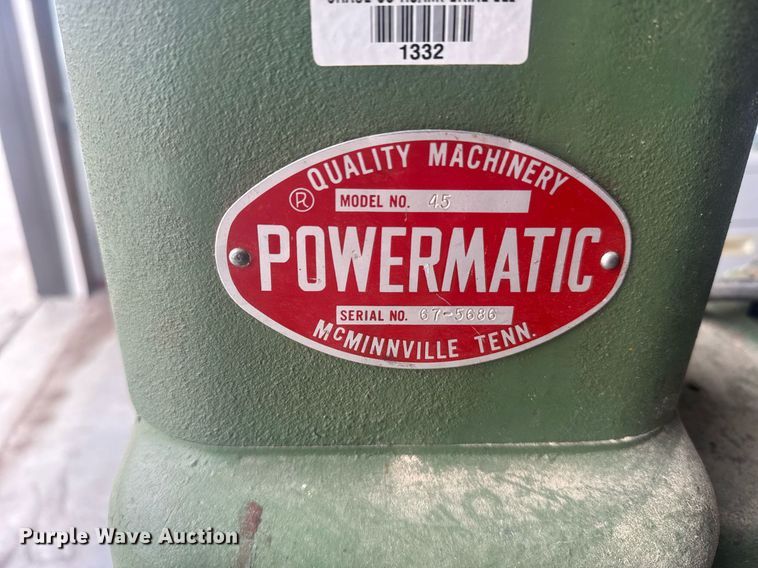 1332
QUALITY MACHINERY
® MODEL NO. 45
POWERMATIC
SERIAL NO. 67-5686
MCMINNVILLE TENN.
Purple Wave Auction